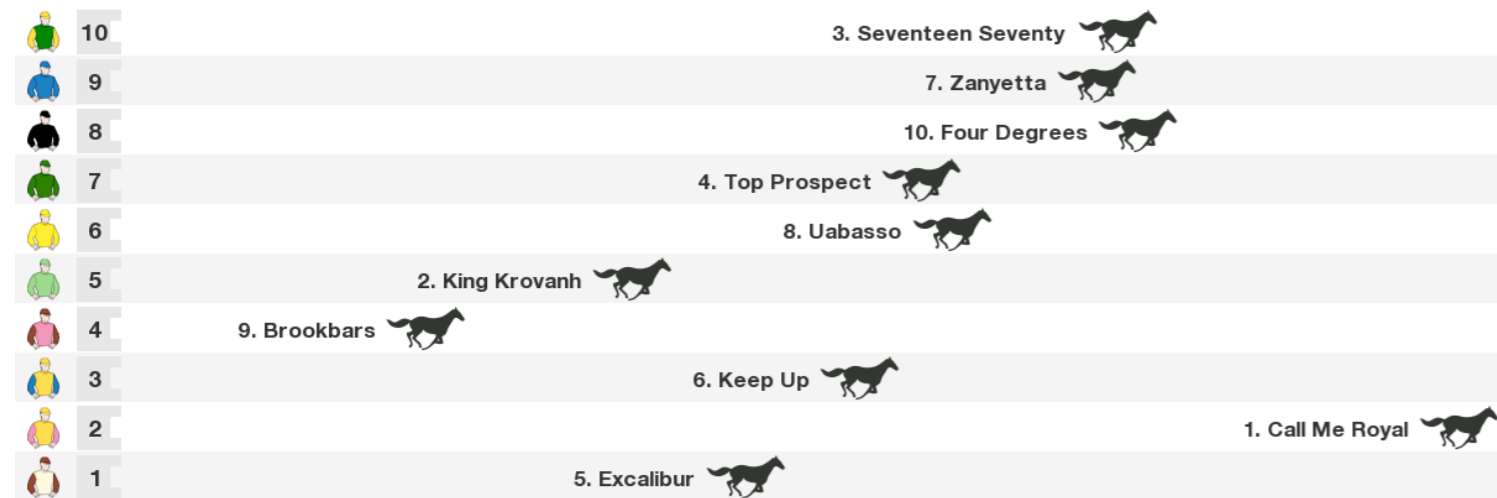 10 3. Seventeen Seventy
9 7. Zanyetta
8 10. Four Degrees
7 4. Top Prospect
6 8. Uabasso
5 2. King Krovanh
4 9. Brookbars
3 6. Keep Up
2 1. Call Me Royal
1 5. Excalibur